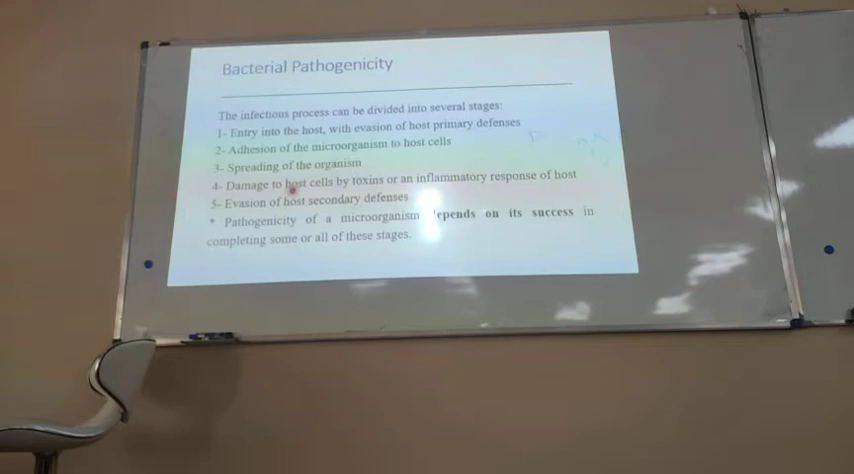 Bacterial Pathogenicity
The infectious process can be divided into several stages:
1- Entry into the host, with evasion of host primary defenses
2- Adhesion of the microorganism to host cells
3- Spreading of the organism
4- Damage to host cells by toxins or an inflammatory response of host
5- Evasion of host secondary defenses
* Pathogenicity of a microorganism depends on its success in
completing some or all of these stages.